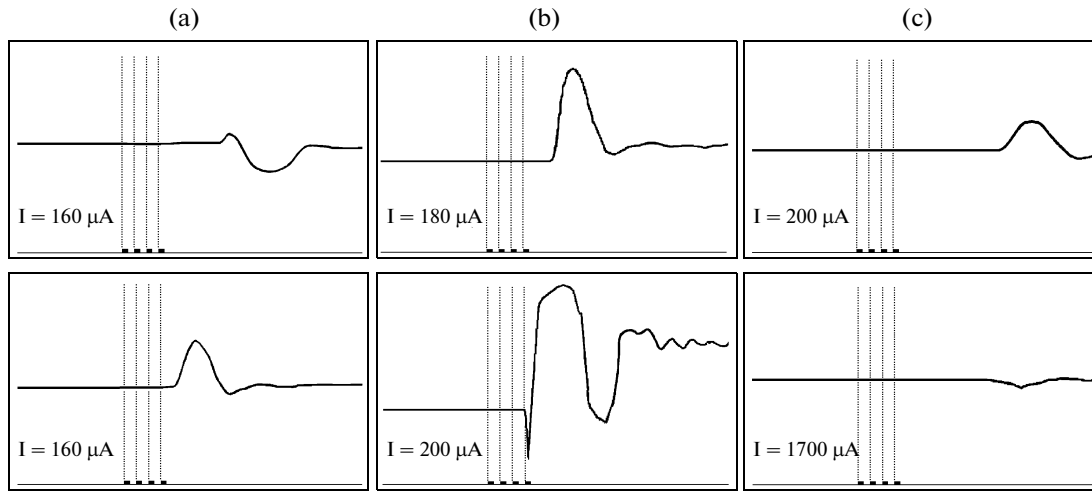 (a) (b) (c)
I = 160 μA
I = 180 μA
I = 200 μA
I = 160 μA
I = 200 μA
I = 1700 μA